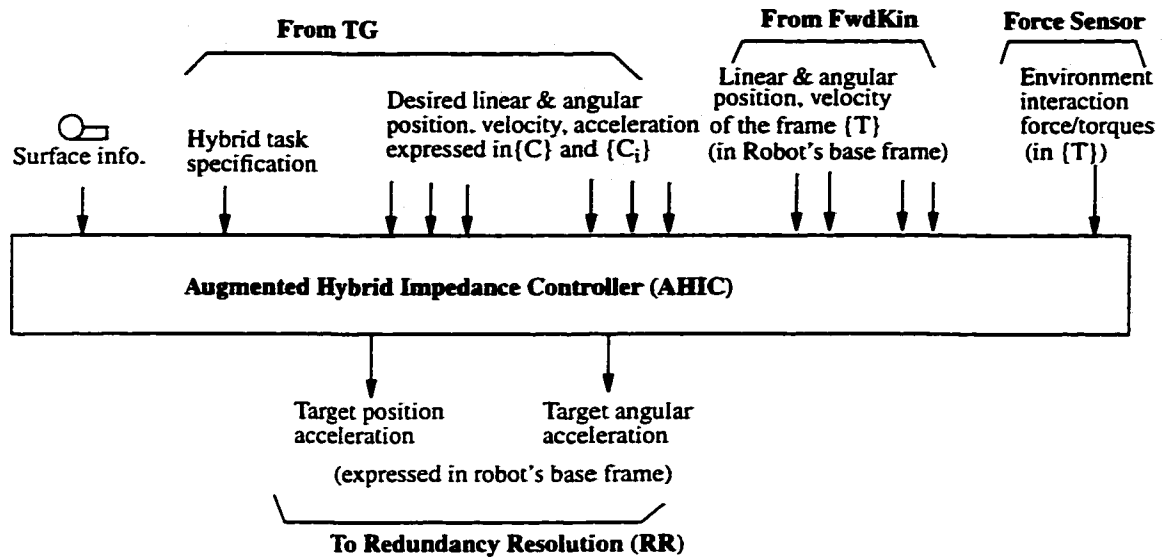 From TG
From FwdKin
Force Sensor
Surface info.
Hybrid task
specification
Desired linear & angular
position. velocity, acceleration
expressed in{C} and {Cᵢ}
Linear & angular
position, velocity
of the frame {T}
(in Robot's base frame)
Environment
interaction
force/torques
(in {T})
Augmented Hybrid Impedance Controller (AHIC)
Target position
acceleration
Target angular
acceleration
(expressed in robot's base frame)
To Redundancy Resolution (RR)